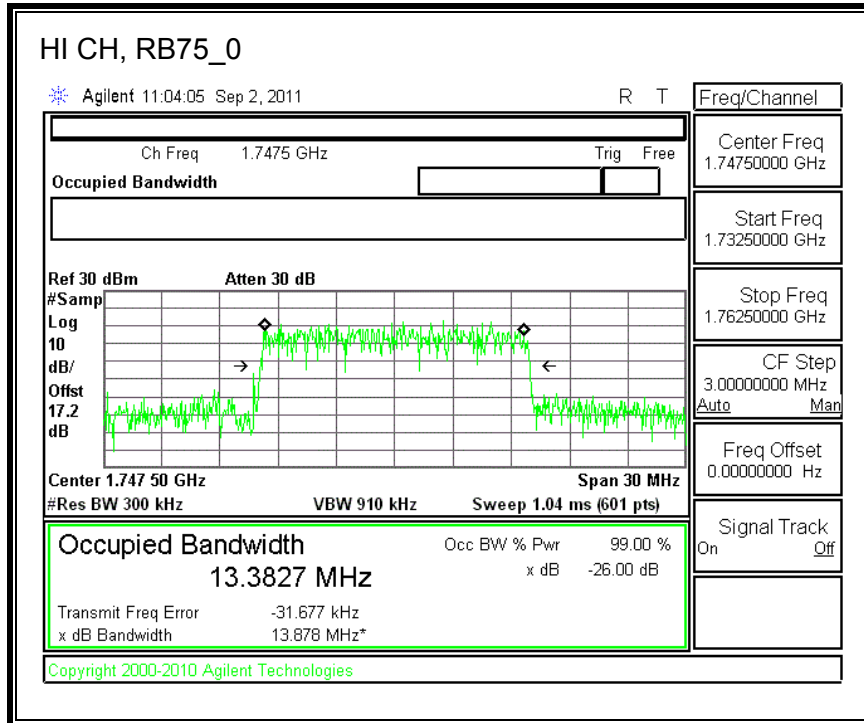 HI CH, RB75_0
Agilent 11:04:05 Sep 2, 2011 R T
Freq/Channel
Ch Freq 1.7475 GHz Trig Free
Occupied Bandwidth
Center Freq
1.74750000 GHz
Start Freq
1.73250000 GHz
Stop Freq
1.76250000 GHz
CF Step
3.00000000 MHz
Auto Man
Freq Offset
0.00000000 Hz
Signal Track
On Off
Ref 30 dBm Atten 30 dB
#Samp
Log
10
dB/
Offst
17.2
dB
Center 1.747 50 GHz Span 30 MHz
#Res BW 300 kHz VBW 910 kHz Sweep 1.04 ms (601 pts)
Occupied Bandwidth Occ BW % Pwr 99.00 %
13.3827 MHz x dB -26.00 dB
Transmit Freq Error -31.677 kHz
x dB Bandwidth 13.878 MHz*
Copyright 2000-2010 Agilent Technologies